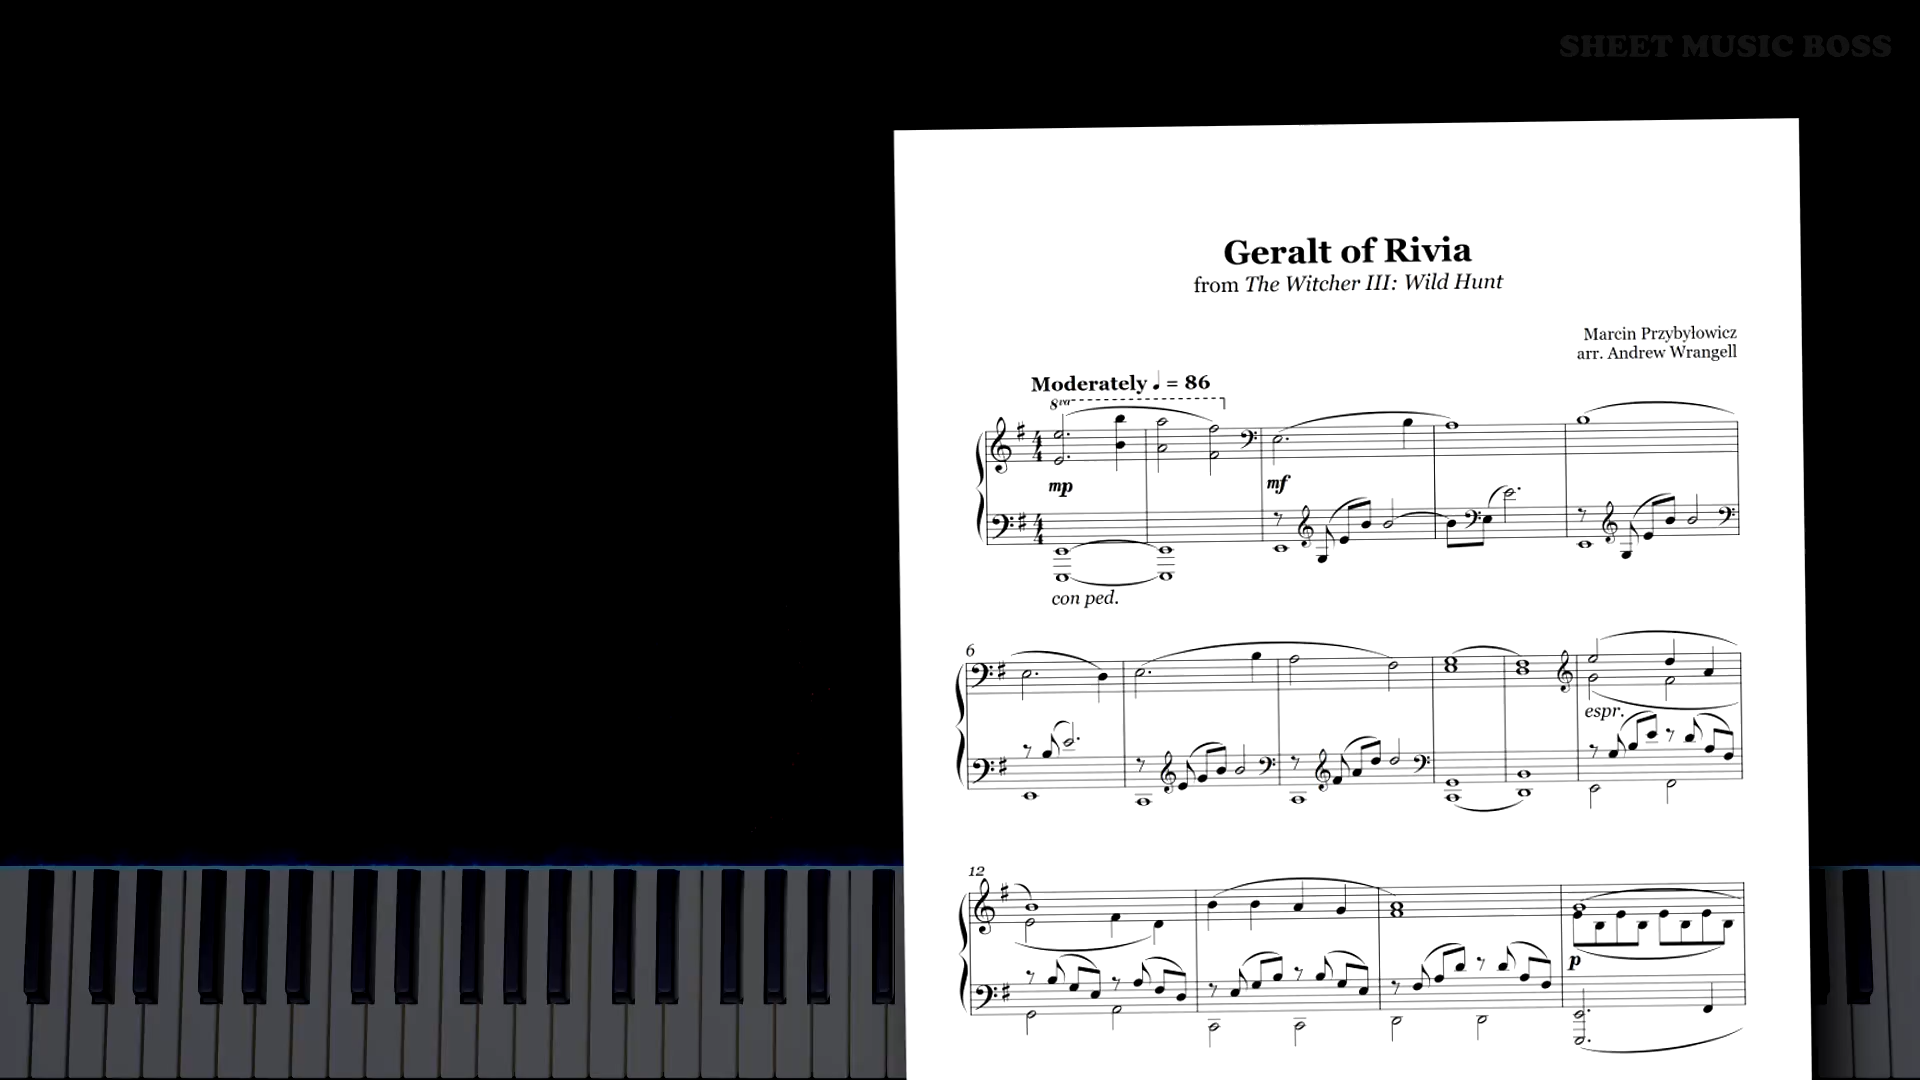 SHEET MUSIC BOSS
Geralt of Rivia
from The Witcher III: Wild Hunt
Marcin Przybyłowicz
arr. Andrew Wrangell
Moderately ♩ = 86
8va
mp
mf
con ped.
6
espr.
12
p